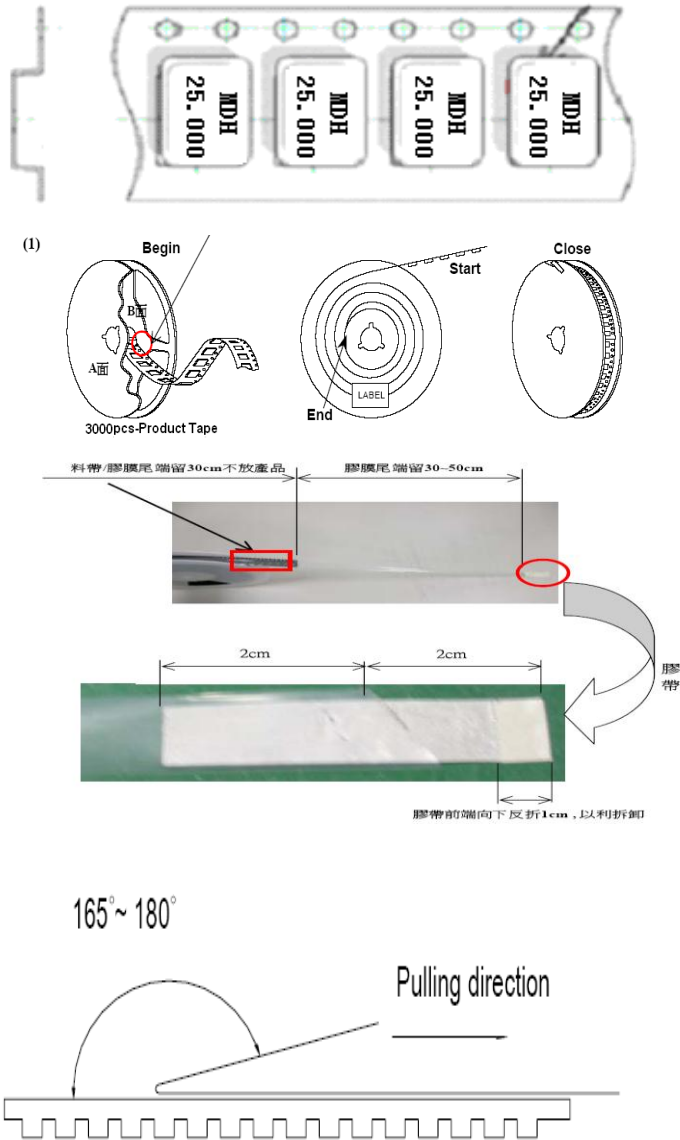 MDH
25.000
MDH
25.000
MDH
25.000
MDH
25.000
(1)
Begin
B面
A面
3000pcs-Product Tape
Start
End
LABEL
Close
料帶/膠膜尾端留30cm不放產品
膠膜尾端留30~50cm
2cm
2cm
膠
帶
膠帶前端向下反折1cm , 以利拆卸
165°~ 180°
Pulling direction